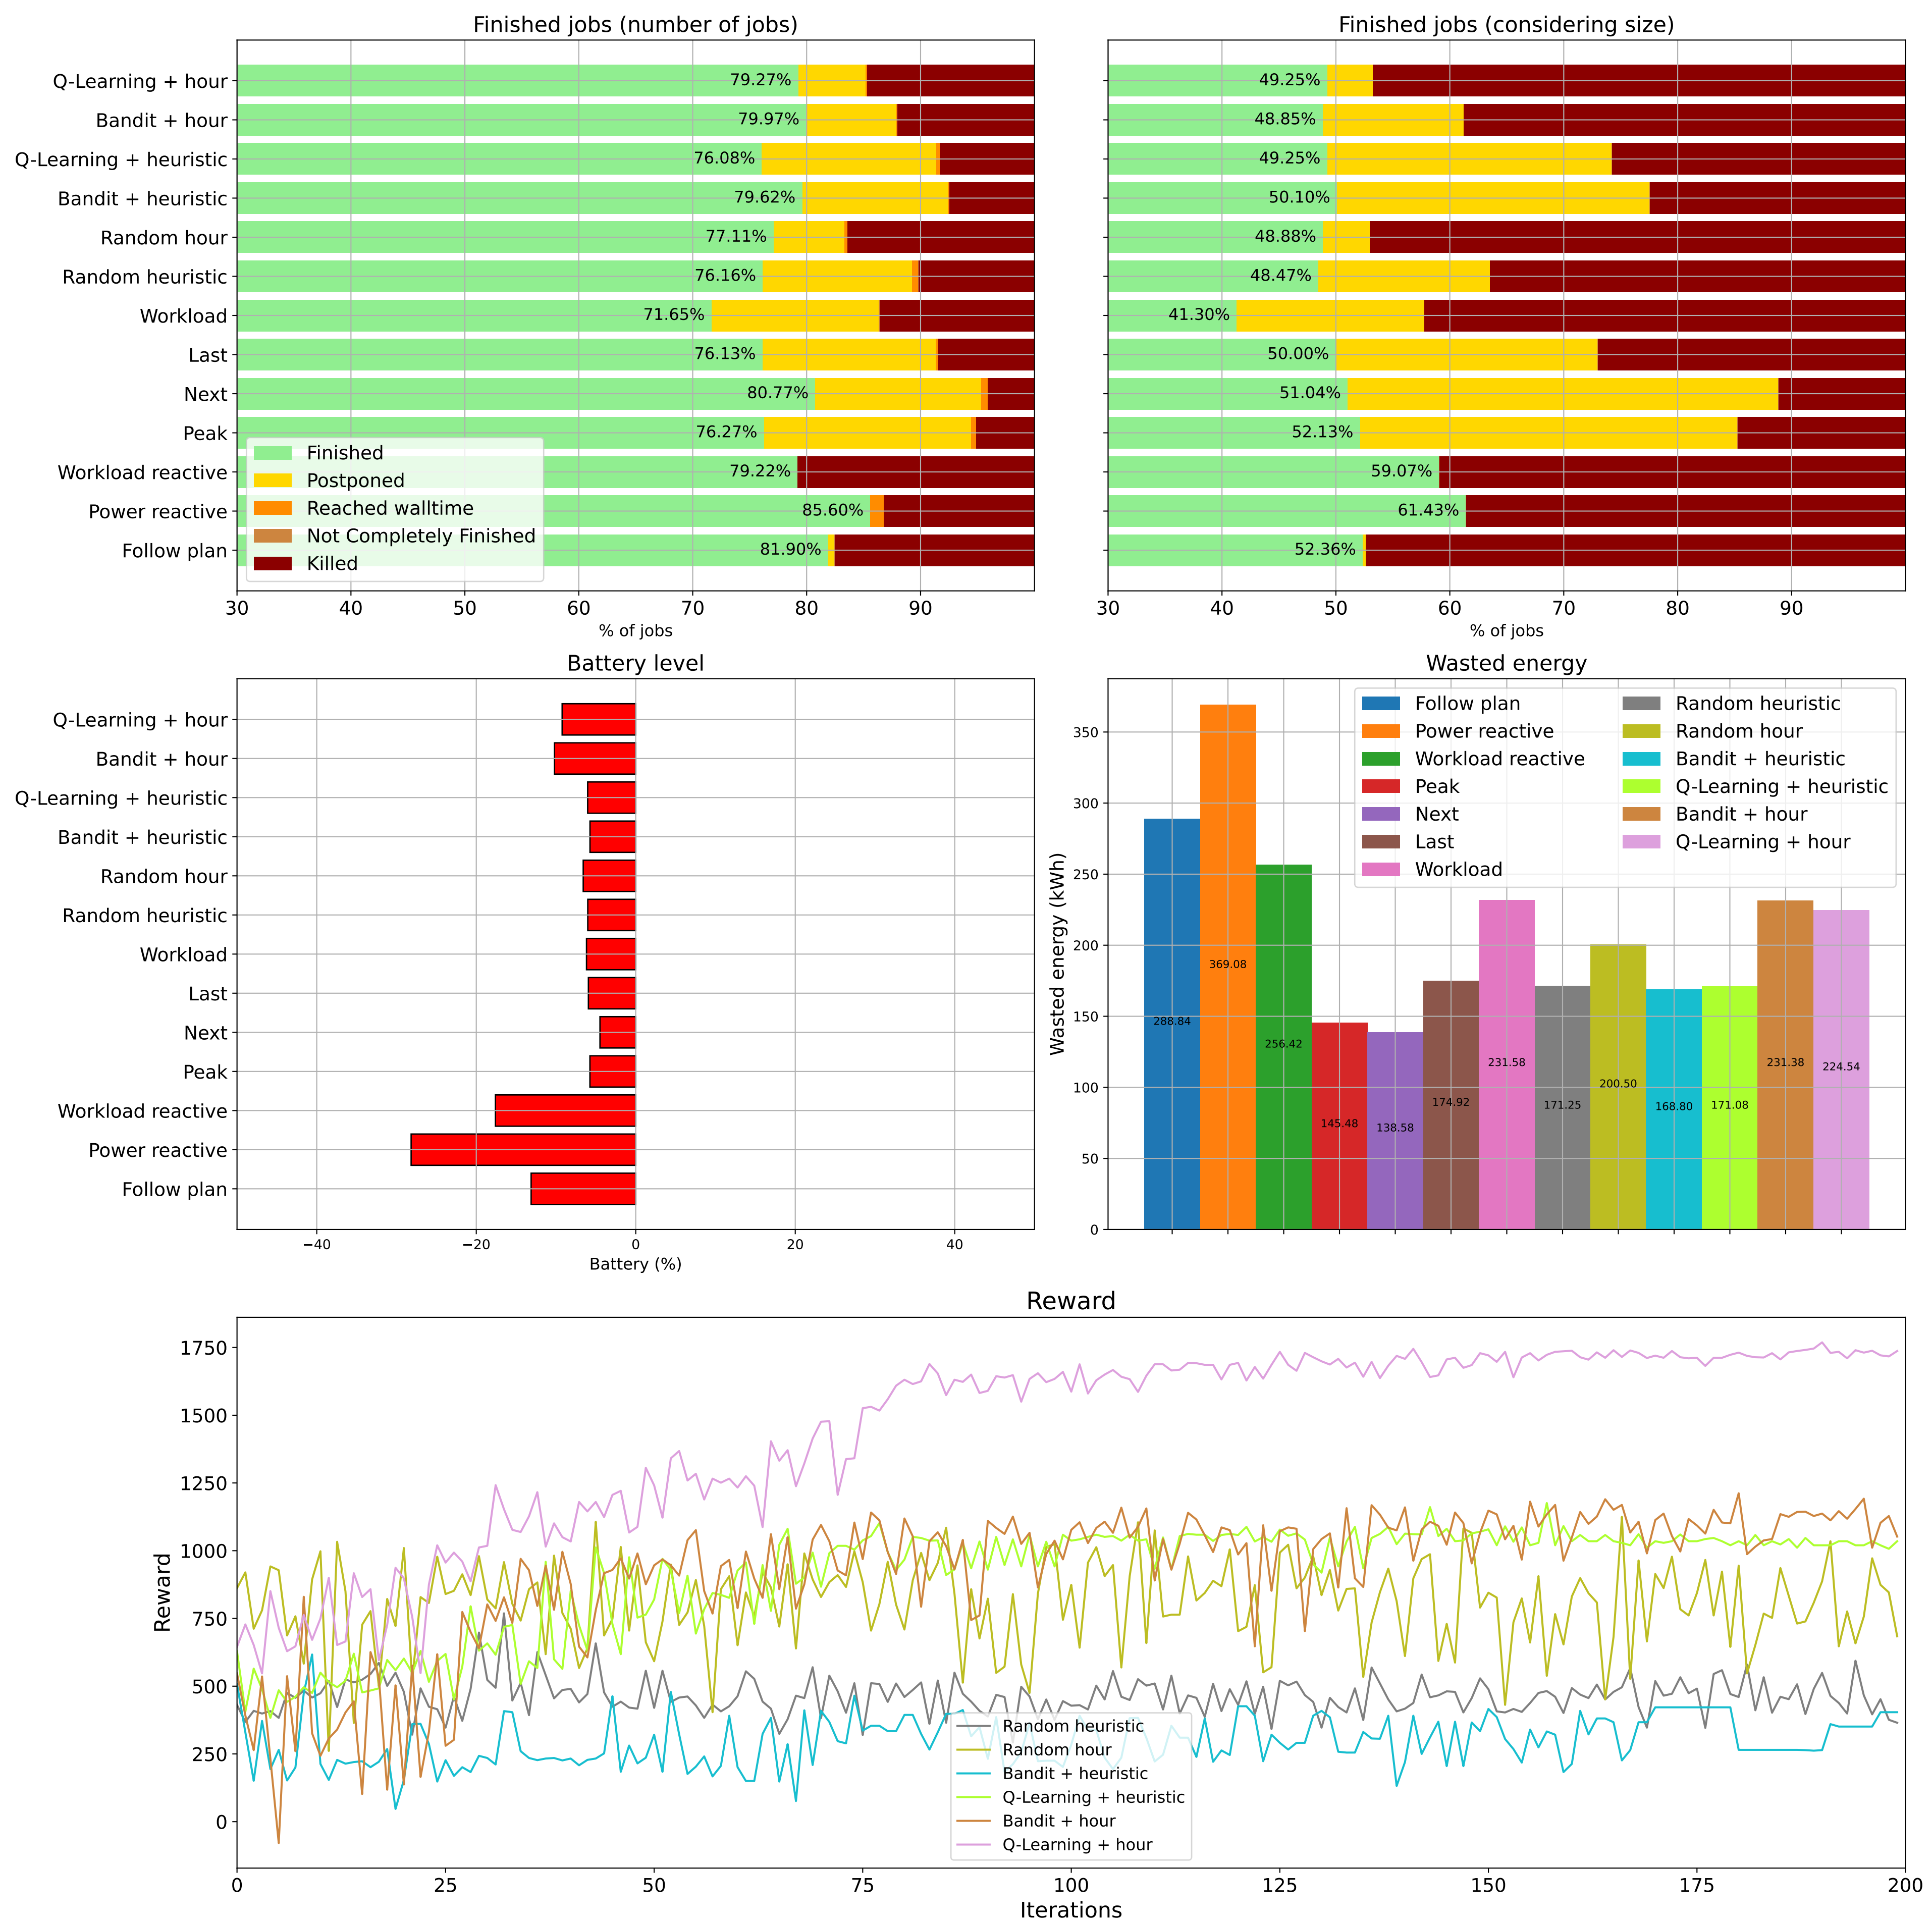 Finished jobs (number of jobs)
Q-Learning + hour
Bandit + hour
Q-Learning + heuristic
Bandit + heuristic
Random hour
Random heuristic
Workload
Last
Next
Peak
Workload reactive
Power reactive
Follow plan
79.27%
79.97%
76.08%
79.62%
77.11%
76.16%
71.65%
76.13%
80.77%
76.27%
79.22%
85.60%
81.90%
Finished
Postponed
Reached walltime
Not Completely Finished
Killed
30 40 50 60 70 80 90
% of jobs
Finished jobs (considering size)
49.25%
48.85%
49.25%
50.10%
48.88%
48.47%
41.30%
50.00%
51.04%
52.13%
59.07%
61.43%
52.36%
30 40 50 60 70 80 90
% of jobs
Battery level
Q-Learning + hour
Bandit + hour
Q-Learning + heuristic
Bandit + heuristic
Random hour
Random heuristic
Workload
Last
Next
Peak
Workload reactive
Power reactive
Follow plan
−40 −20 0 20 40
Battery (%)
Wasted energy
Wasted energy (kWh)
350
300
250
200
150
100
50
0
Follow plan
Power reactive
Workload reactive
Peak
Next
Last
Workload
Random heuristic
Random hour
Bandit + heuristic
Q-Learning + heuristic
Bandit + hour
Q-Learning + hour
288.84
369.08
256.42
145.48
138.58
174.92
231.58
171.25
200.50
168.80
171.08
231.38
224.54
Reward
Reward
1750
1500
1250
1000
750
500
250
0
Random heuristic
Random hour
Bandit + heuristic
Q-Learning + heuristic
Bandit + hour
Q-Learning + hour
0 25 50 75 100 125 150 175 200
Iterations